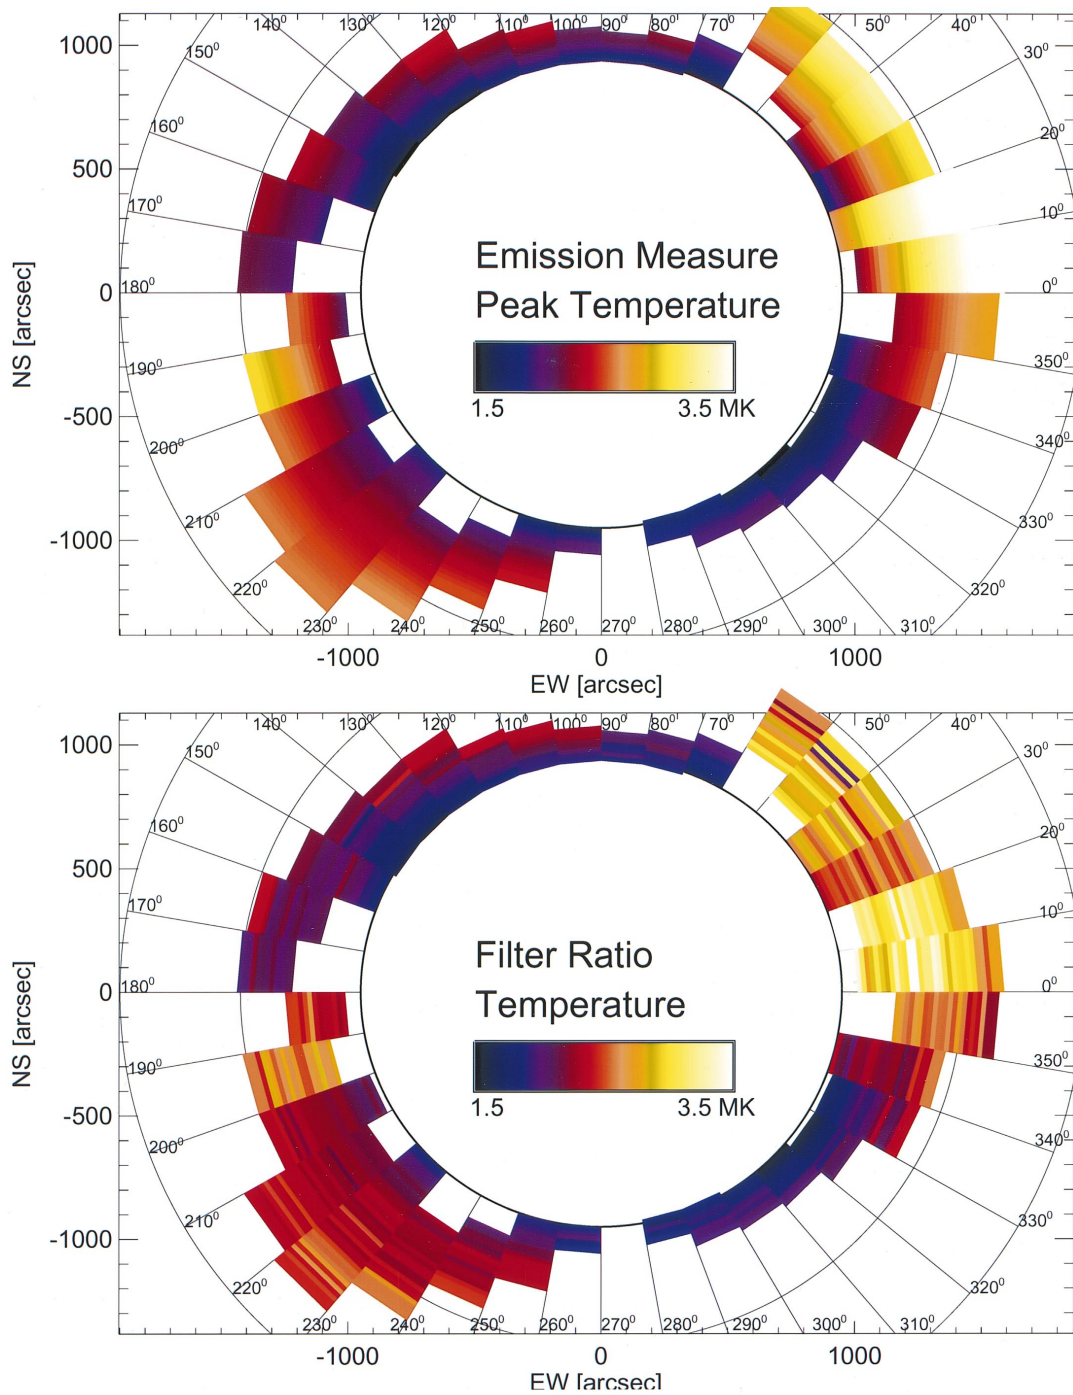 120⁰ 110⁰ 100⁰ 90⁰ 80⁰ 70⁰
140⁰ 130⁰ 50⁰ 40⁰
1000
150⁰ 30⁰
160⁰ 20⁰
500
170⁰ 10⁰
Emission Measure
Peak Temperature
NS [arcsec]
0 180⁰ 0⁰
1.5 3.5 MK
190⁰ 350⁰
-500
200⁰ 340⁰
210⁰ 330⁰
-1000
220⁰ 320⁰
230⁰ 240⁰ 250⁰ 260⁰ 270⁰ 280⁰ 290⁰ 300⁰ 310⁰
-1000 0 1000
EW [arcsec]
120⁰ 110⁰ 100⁰ 90⁰ 80⁰ 70⁰
140⁰ 130⁰ 50⁰ 40⁰
1000
150⁰ 30⁰
160⁰ 20⁰
500
170⁰ 10⁰
Filter Ratio
Temperature
NS [arcsec]
0 180⁰ 0⁰
1.5 3.5 MK
190⁰ 350⁰
-500
200⁰ 340⁰
210⁰ 330⁰
-1000
220⁰ 320⁰
230⁰ 240⁰ 250⁰ 260⁰ 270⁰ 280⁰ 290⁰ 300⁰ 310⁰
-1000 0 1000
EW [arcsec]